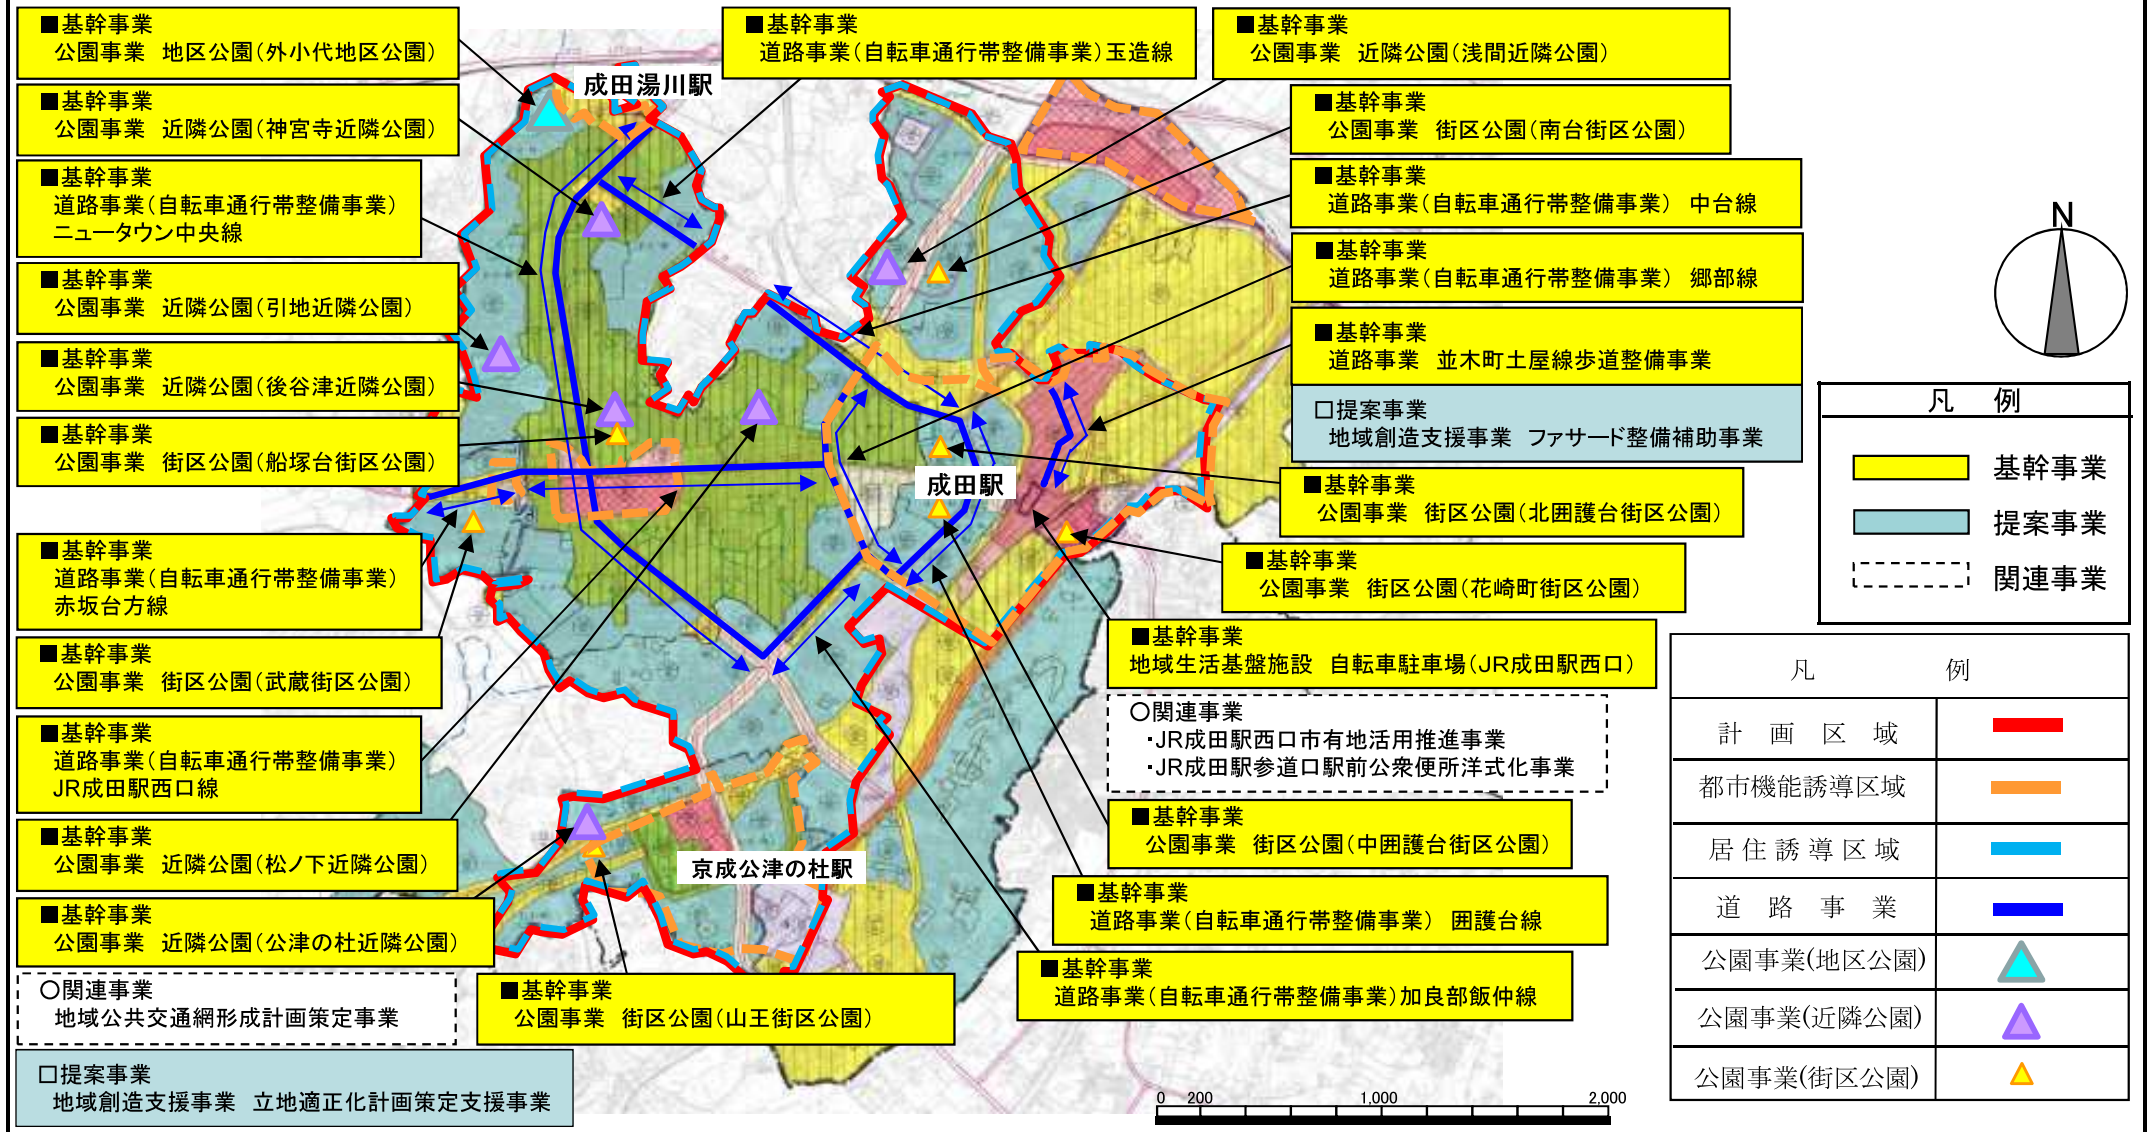 ■基幹事業
公園事業 地区公園(外小代地区公園)
■基幹事業
公園事業 近隣公園(神宮寺近隣公園)
■基幹事業
道路事業(自転車通行帯整備事業)
ニュータウン中央線
■基幹事業
公園事業 近隣公園(引地近隣公園)
■基幹事業
公園事業 近隣公園(後谷津近隣公園)
■基幹事業
公園事業 街区公園(船塚台街区公園)
■基幹事業
道路事業(自転車通行帯整備事業)
赤坂台方線
■基幹事業
公園事業 街区公園(武蔵街区公園)
■基幹事業
道路事業(自転車通行帯整備事業)
JR成田駅西口線
■基幹事業
公園事業 近隣公園(松ノ下近隣公園)
■基幹事業
公園事業 近隣公園(公津の杜近隣公園)
○関連事業
地域公共交通網形成計画策定事業
□提案事業
地域創造支援事業 立地適正化計画策定支援事業
■基幹事業
公園事業 街区公園(山王街区公園)
成田湯川駅
成田駅
京成公津の杜駅
■基幹事業
道路事業(自転車通行帯整備事業)玉造線
■基幹事業
公園事業 近隣公園(浅間近隣公園)
■基幹事業
公園事業 街区公園(南台街区公園)
■基幹事業
道路事業(自転車通行帯整備事業) 中台線
■基幹事業
道路事業(自転車通行帯整備事業) 郷部線
■基幹事業
道路事業 並木町土屋線歩道整備事業
□提案事業
地域創造支援事業 ファサード整備補助事業
■基幹事業
公園事業 街区公園(北囲護台街区公園)
■基幹事業
公園事業 街区公園(花崎町街区公園)
■基幹事業
地域生活基盤施設 自転車駐車場(JR成田駅西口)
○関連事業
・JR成田駅西口市有地活用推進事業
・JR成田駅参道口駅前公衆便所洋式化事業
■基幹事業
公園事業 街区公園(中囲護台街区公園)
■基幹事業
道路事業(自転車通行帯整備事業) 囲護台線
■基幹事業
道路事業(自転車通行帯整備事業)加良部飯仲線
N
凡 例
基幹事業
提案事業
関連事業
凡 例
計画区域
都市機能誘導区域
居住誘導区域
道路事業
公園事業(地区公園)
公園事業(近隣公園)
公園事業(街区公園)
0 200 1,000 2,000